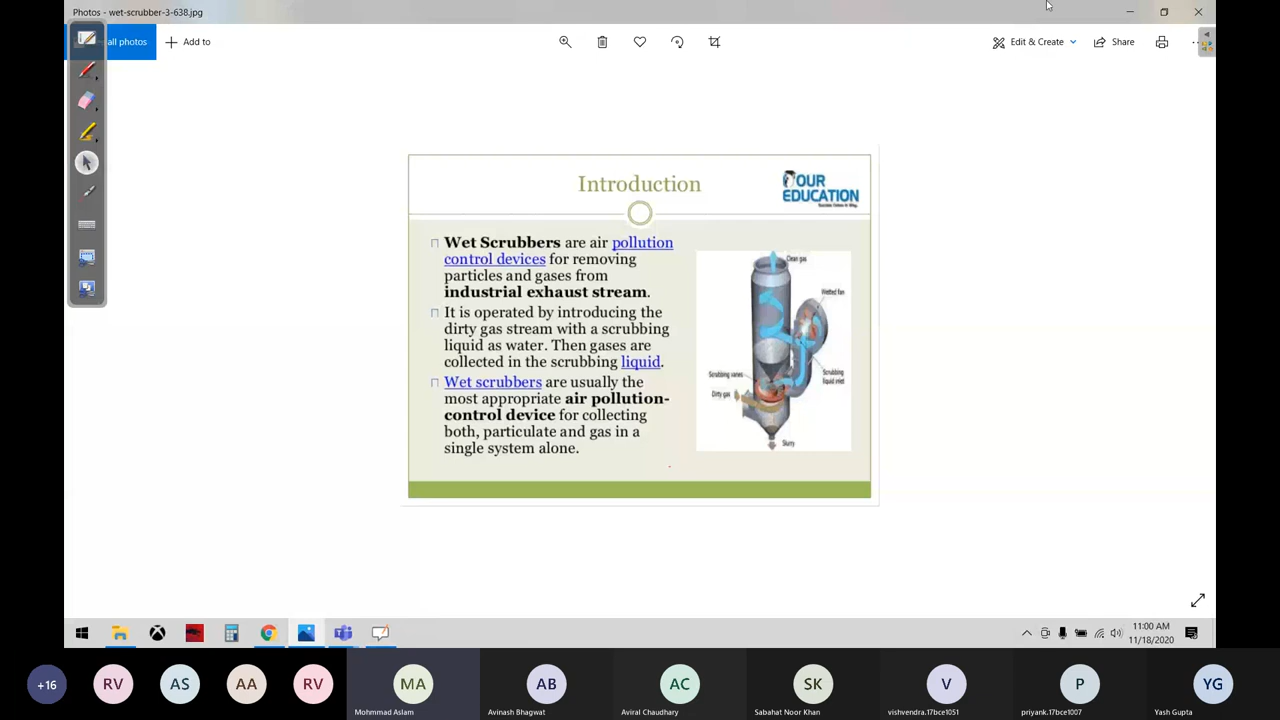 Photos - wet-scrubber-3-638.jpg
all photos
Add to
Edit & Create
Share
Introduction
OUR
EDUCATION
Wet Scrubbers are air pollution
control devices for removing
particles and gases from
industrial exhaust stream.
It is operated by introducing the
dirty gas stream with a scrubbing
liquid as water. Then gases are
collected in the scrubbing liquid.
Wet scrubbers are usually the
most appropriate air pollution-
control device for collecting
both, particulate and gas in a
single system alone.
Clean gas
Wetted fan
Scrubbing vanes
Scrubbing
liquid inlet
Dirty gas
Slurry
11:00 AM
11/18/2020
+16
RV
AS
AA
RV
MA
AB
AC
SK
V
P
YG
Mohmmad Aslam
Avinash Bhagwat
Aviral Chaudhary
Sabahat Noor Khan
vishvendra.17bce1051
priyank.17bce1007
Yash Gupta